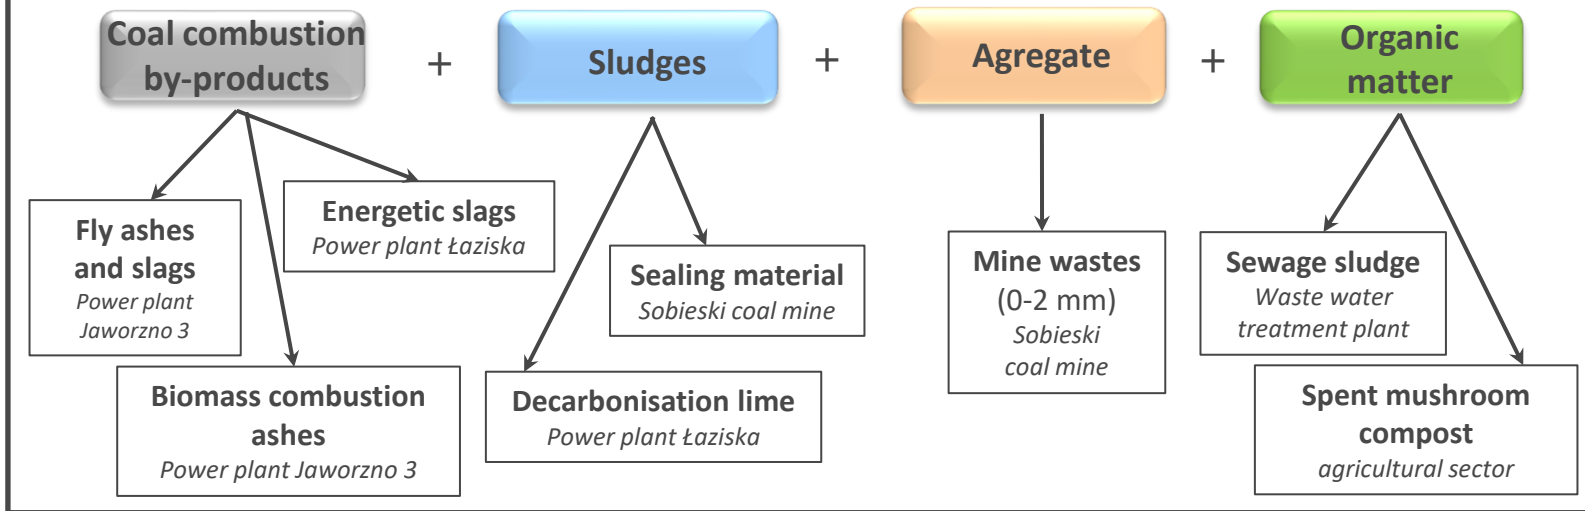 Coal combustion
by-products
+
Sludges
+
Agregate
+
Organic
matter
Fly ashes
and slags
Power plant
Jaworzno 3
Energetic slags
Power plant Łaziska
Biomass combustion
ashes
Power plant Jaworzno 3
Sealing material
Sobieski coal mine
Decarbonisation lime
Power plant Łaziska
Mine wastes
(0-2 mm)
Sobieski
coal mine
Sewage sludge
Waste water
treatment plant
Spent mushroom
compost
agricultural sector